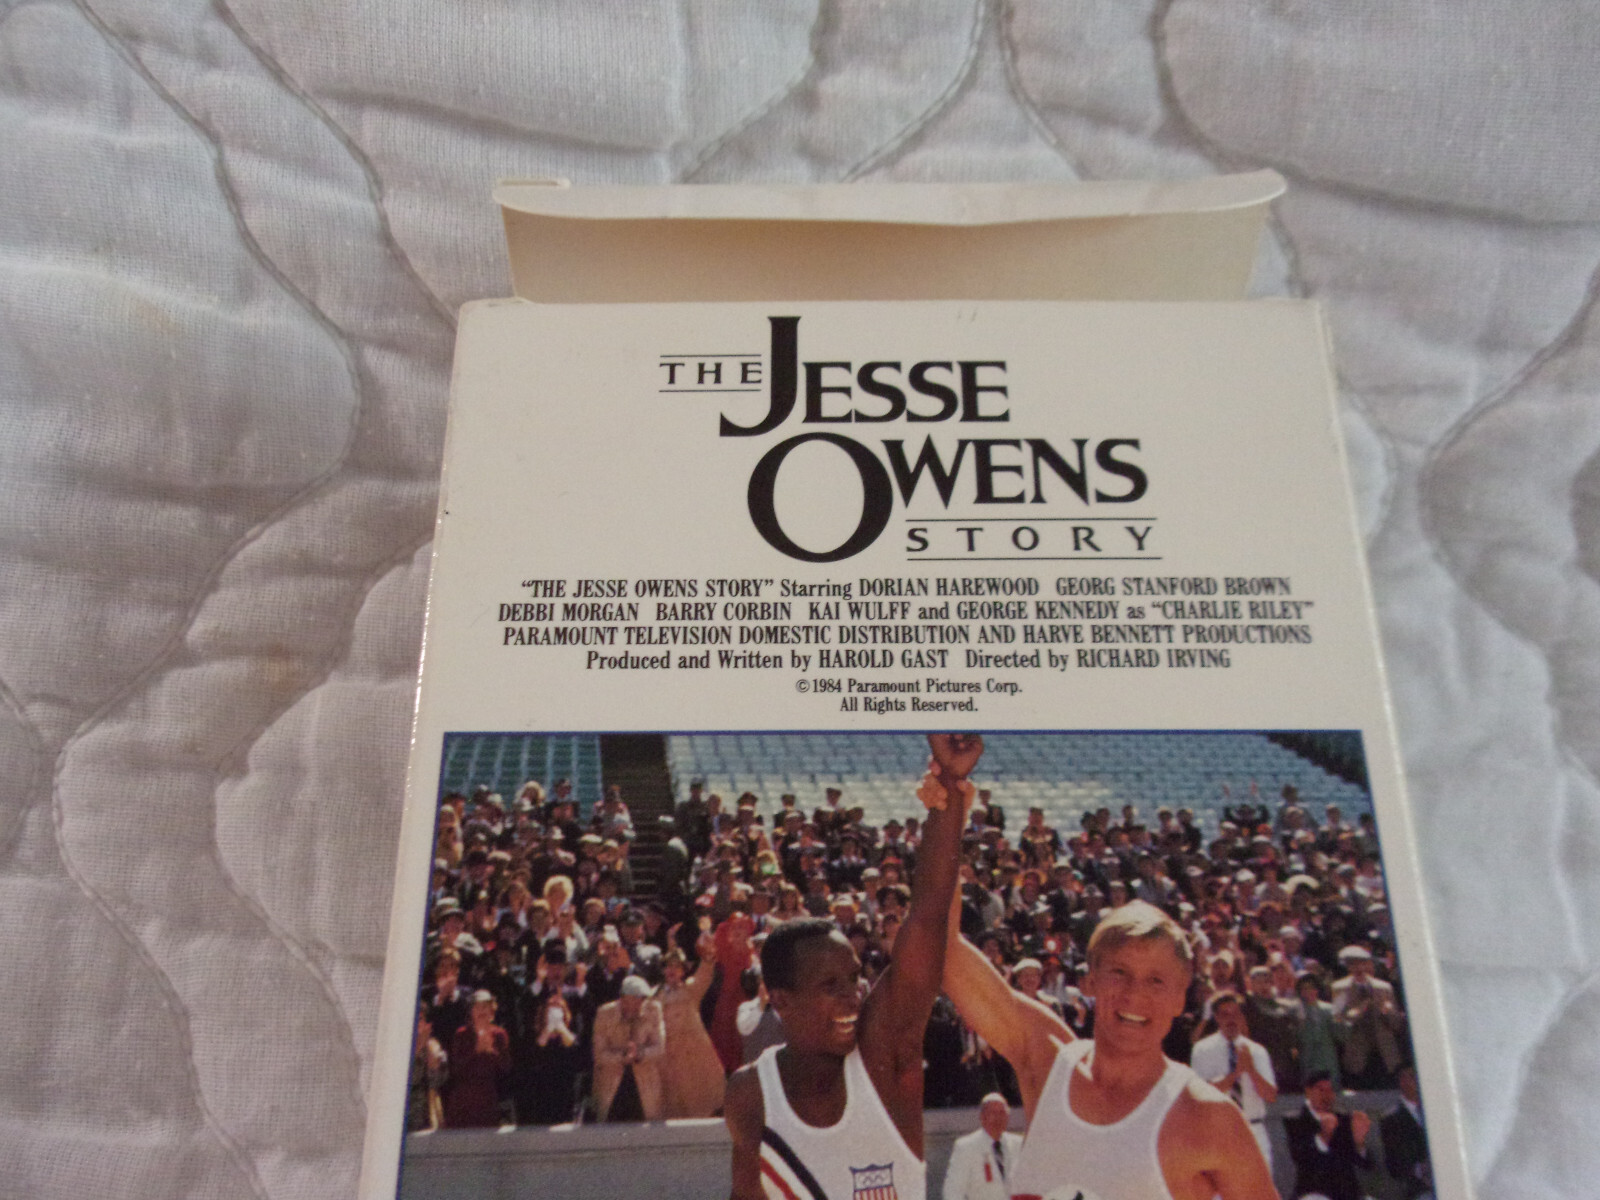 THE JESSE
OWENS
STORY
“THE JESSE OWENS STORY” Starring DORIAN HAREWOOD GEORG STANFORD BROWN
DEBBI MORGAN BARRY CORBIN KAI WULFF and GEORGE KENNEDY as “CHARLIE RILEY”
PARAMOUNT TELEVISION DOMESTIC DISTRIBUTION AND HARVE BENNETT PRODUCTIONS
Produced and Written by HAROLD GAST Directed by RICHARD IRVING
©1984 Paramount Pictures Corp.
All Rights Reserved.